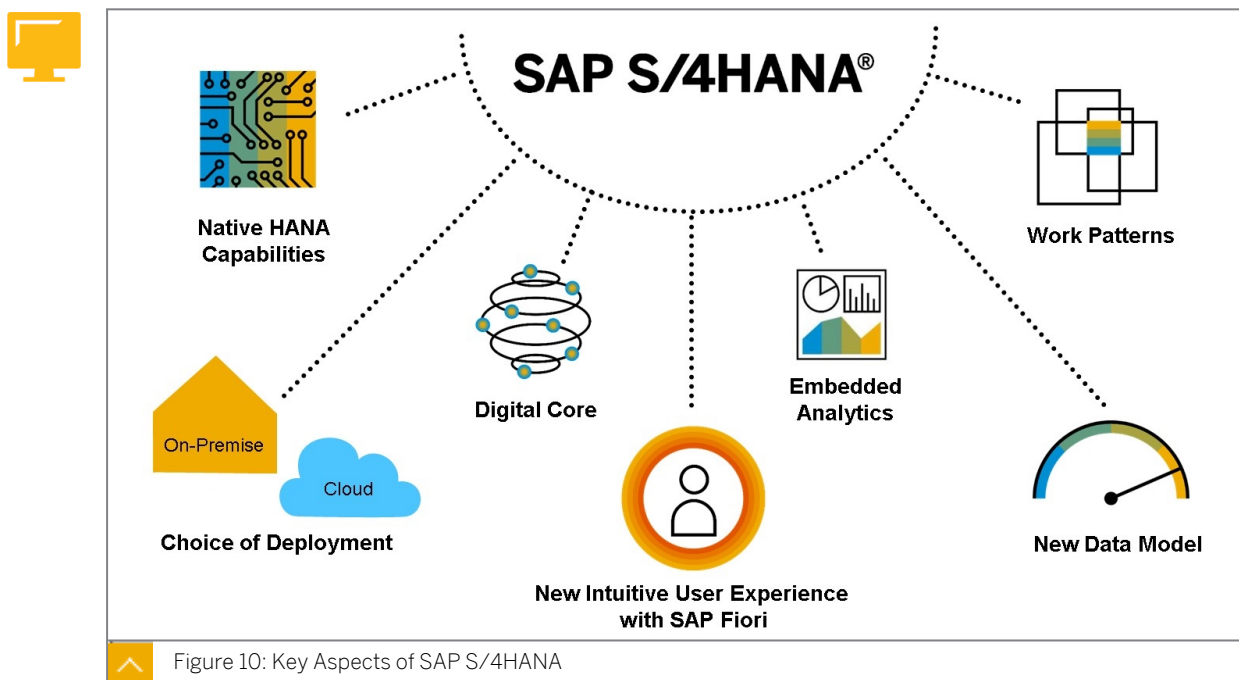 SAP S/4HANA®
Native HANA
Capabilities
Work Patterns
Digital Core
Embedded
Analytics
On-Premise
Cloud
Choice of Deployment
New Intuitive User Experience
with SAP Fiori
New Data Model
Figure 10: Key Aspects of SAP S/4HANA